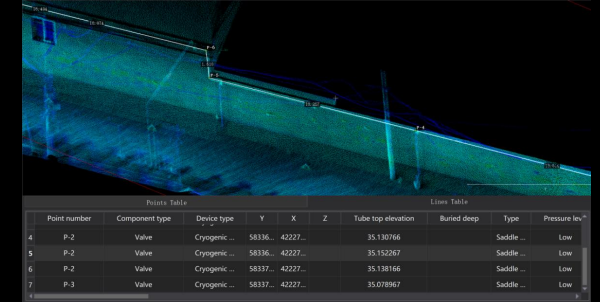 P-6
P-5
P-4
Points Table
Lines Table
Point number Component type Device type Y X Z Tube top elevation Buried deep Type Pressure lev
4 P-2 Valve Cryogenic ... 58336... 42227... 35.130766 Saddle ... Low
5 P-2 Valve Cryogenic ... 58336... 42227... 35.152267 Saddle ... Low
6 P-2 Valve Cryogenic ... 58337... 42227... 35.138166 Saddle ... Low
7 P-3 Valve Cryogenic ... 58337... 42227... 35.078967 Saddle ... Low